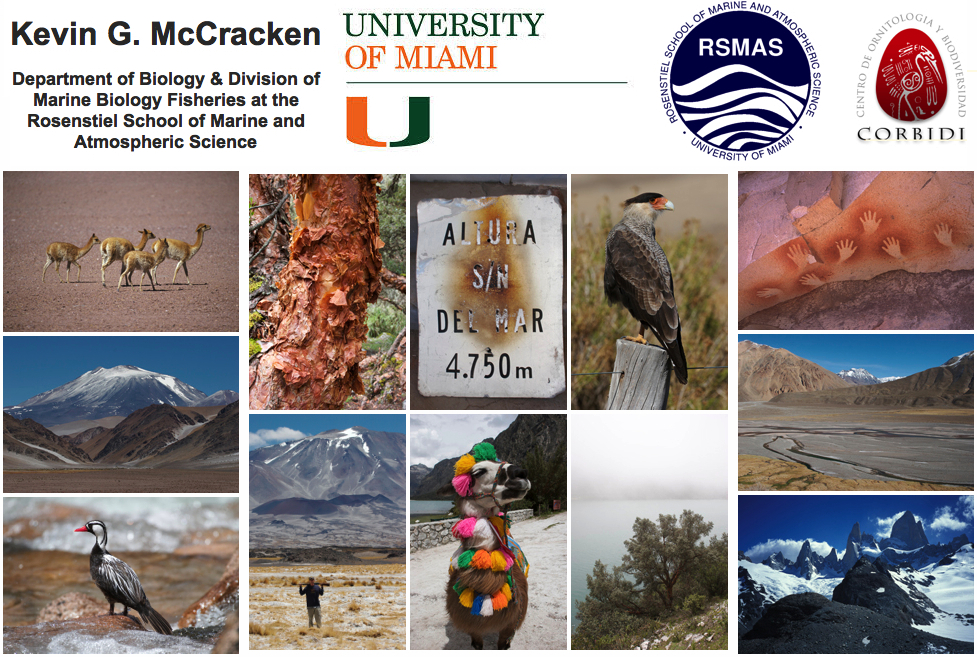 Kevin G. McCracken
Department of Biology & Division of
Marine Biology Fisheries at the
Rosenstiel School of Marine and
Atmospheric Science
UNIVERSITY
OF MIAMI
ROSENSTIEL SCHOOL OF MARINE AND ATMOSPHERIC SCIENCE
RSMAS
• UNIVERSITY OF MIAMI •
CENTRO DE ORNITOLOGIA Y BIODIVERSIDAD
CORBIDI
ALTURA
S/N
DEL MAR
4.750m